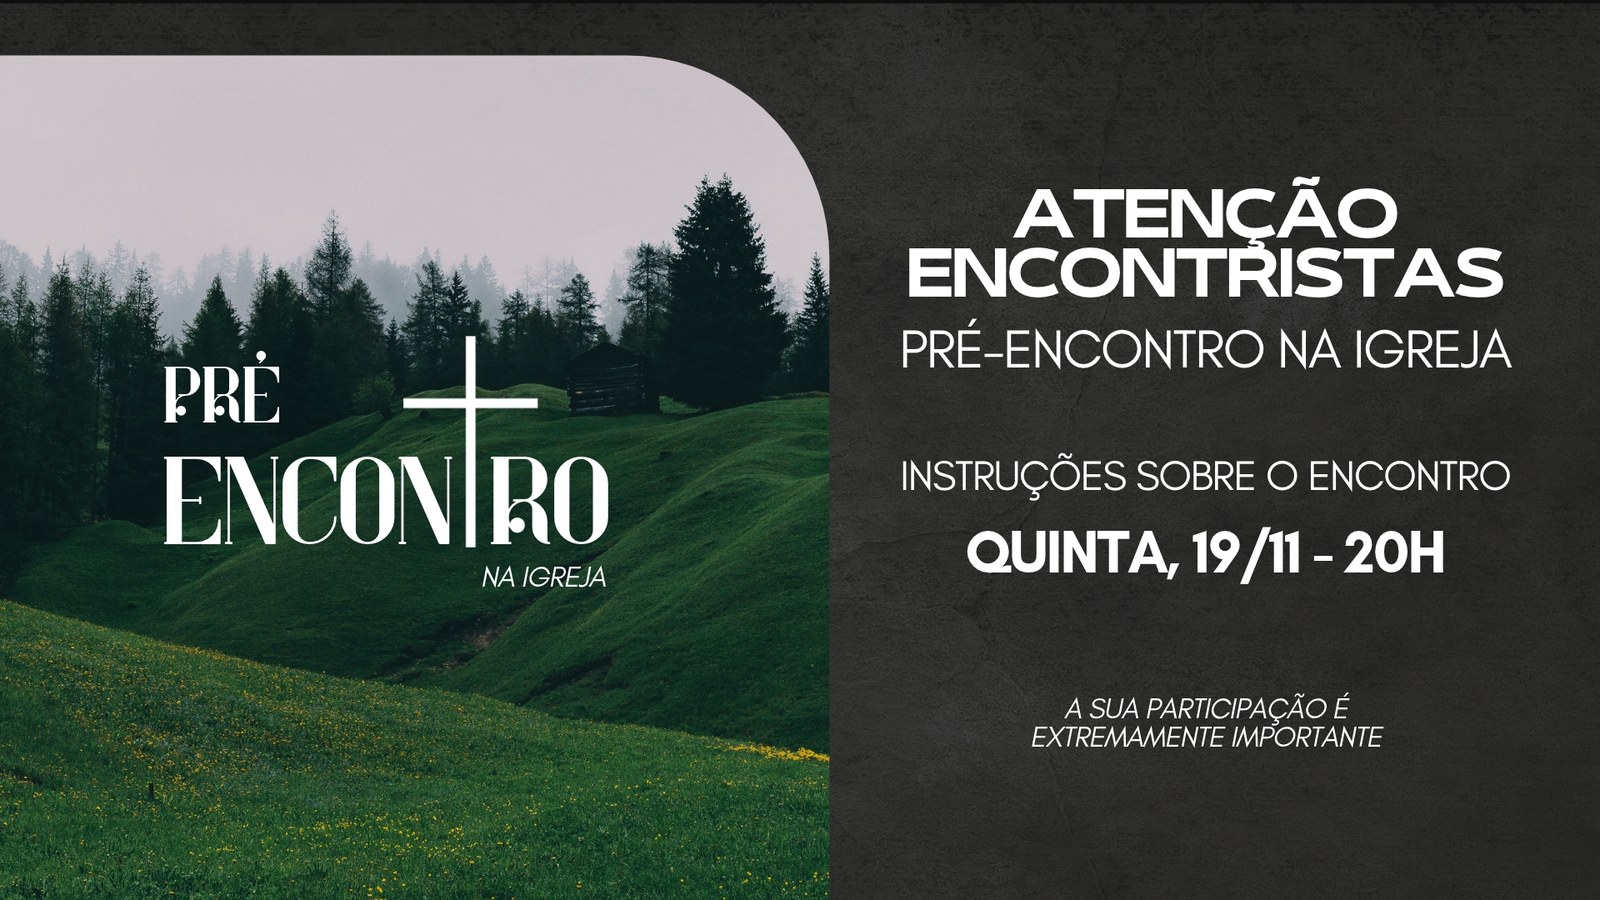 PRÉ
ENCONTRO
NA IGREJA
ATENÇÃO
ENCONTRISTAS
PRÉ-ENCONTRO NA IGREJA
INSTRUÇÕES SOBRE O ENCONTRO
QUINTA, 19/11 - 20H
A SUA PARTICIPAÇÃO É
EXTREMAMENTE IMPORTANTE